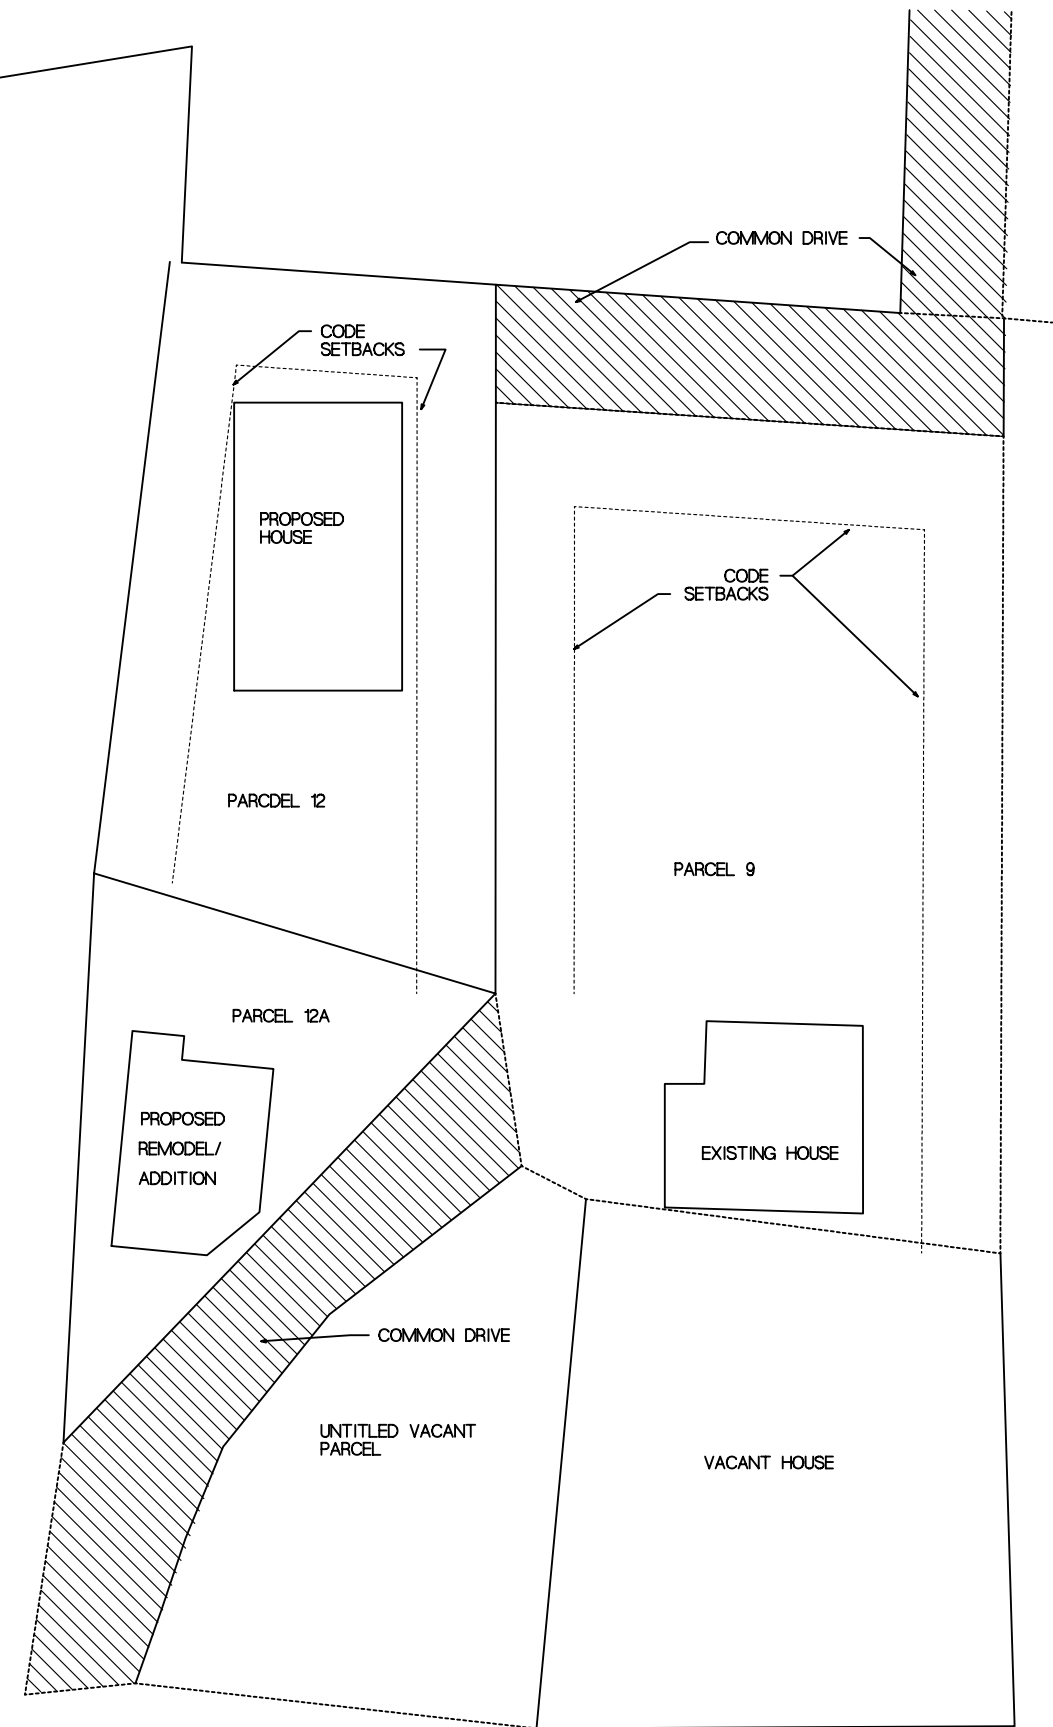 COMMON DRIVE
CODE
SETBACKS
PROPOSED
HOUSE
CODE
SETBACKS
PARCDEL 12
PARCEL 9
PARCEL 12A
PROPOSED
REMODEL/
ADDITION
EXISTING HOUSE
COMMON DRIVE
UNTITLED VACANT
PARCEL
VACANT HOUSE